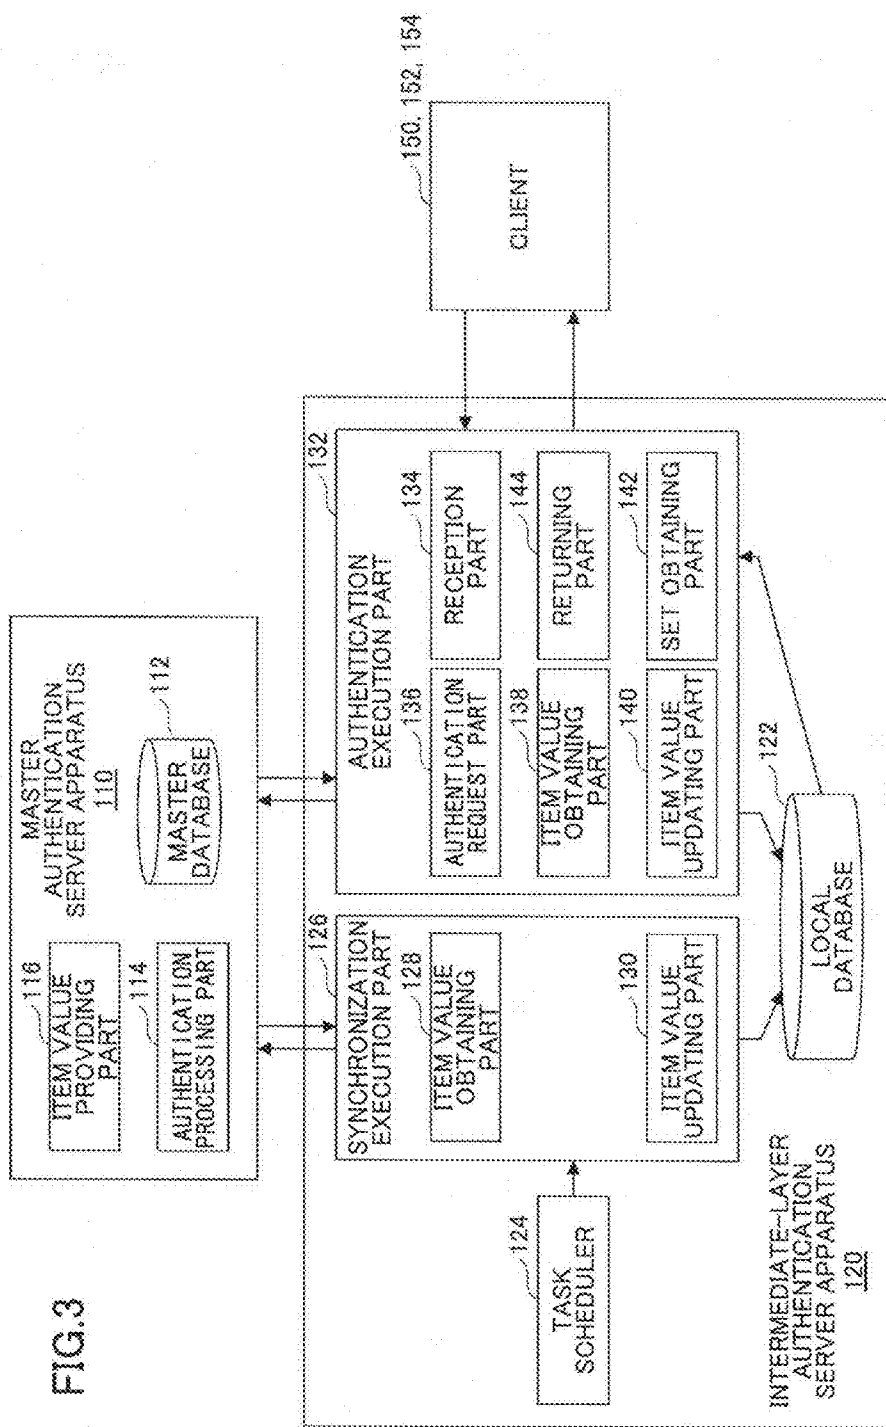 FIG.3
MASTER
AUTHENTICATION
SERVER APPARATUS
110
116
ITEM VALUE
PROVIDING
PART
114
AUTHENTICATION
PROCESSING PART
112
MASTER
DATABASE
126
SYNCHRONIZATION
EXECUTION PART
128
ITEM VALUE
OBTAINING
PART
130
ITEM VALUE
UPDATING PART
124
TASK
SCHEDULER
132
AUTHENTICATION
EXECUTION PART
136
AUTHENTICATION
REQUEST PART
134
RECEPTION
PART
138
ITEM VALUE
OBTAINING
PART
144
RETURNING
PART
140
ITEM VALUE
UPDATING PART
142
SET OBTAINING
PART
150, 152, 154
CLIENT
122
LOCAL
DATABASE
INTERMEDIATE-LAYER
AUTHENTICATION
SERVER APPARATUS
120